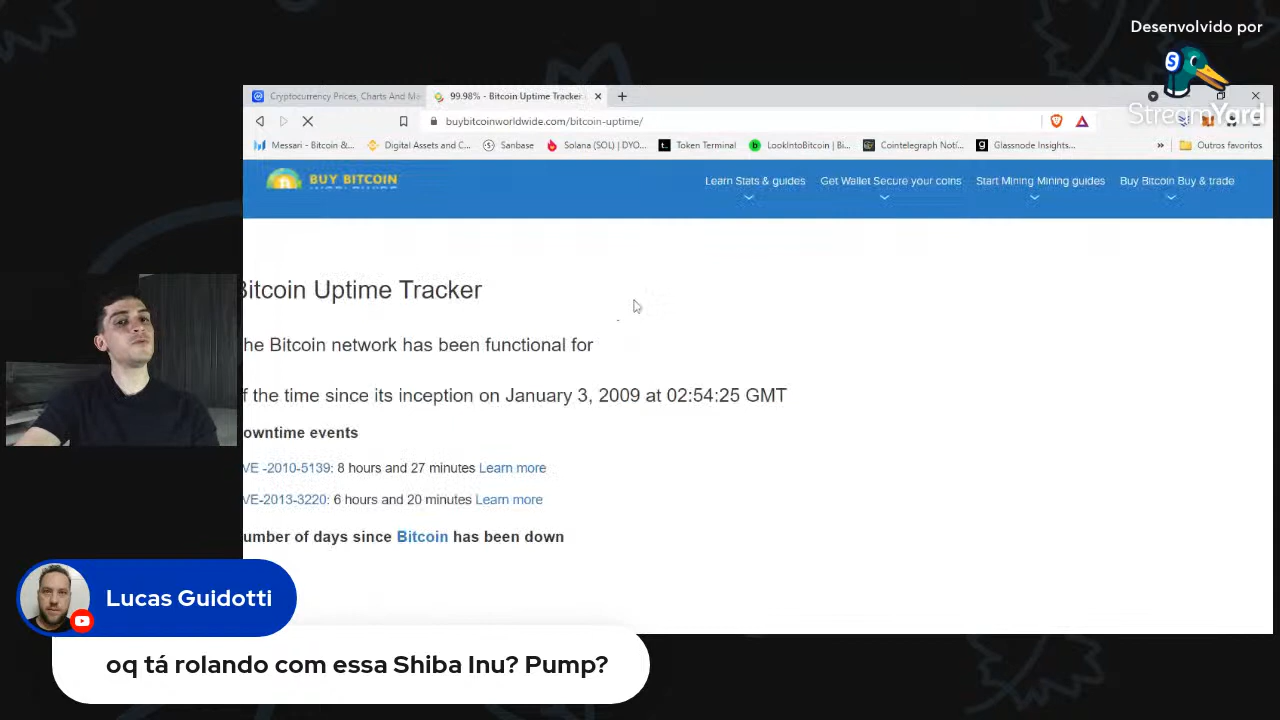 Desenvolvido por
StreamYard
Cryptocurrency Prices, Charts And Ma
99.98% - Bitcoin Uptime Tracker
buybitcoinworldwide.com/bitcoin-uptime/
Messari - Bitcoin &... Digital Assets and C... Sanbase Solana (SOL) | DYO... Token Terminal LookIntoBitcoin | Bi... Cointelegraph Notí... Glassnode Insights... » Outros favoritos
BUY BITCOIN
WORLDWIDE
Learn Stats & guides Get Wallet Secure your coins Start Mining Mining guides Buy Bitcoin Buy & trade
Bitcoin Uptime Tracker
he Bitcoin network has been functional for
f the time since its inception on January 3, 2009 at 02:54:25 GMT
owntime events
VE -2010-5139: 8 hours and 27 minutes Learn more
VE-2013-3220: 6 hours and 20 minutes Learn more
umber of days since Bitcoin has been down
Lucas Guidotti
oq tá rolando com essa Shiba Inu? Pump?